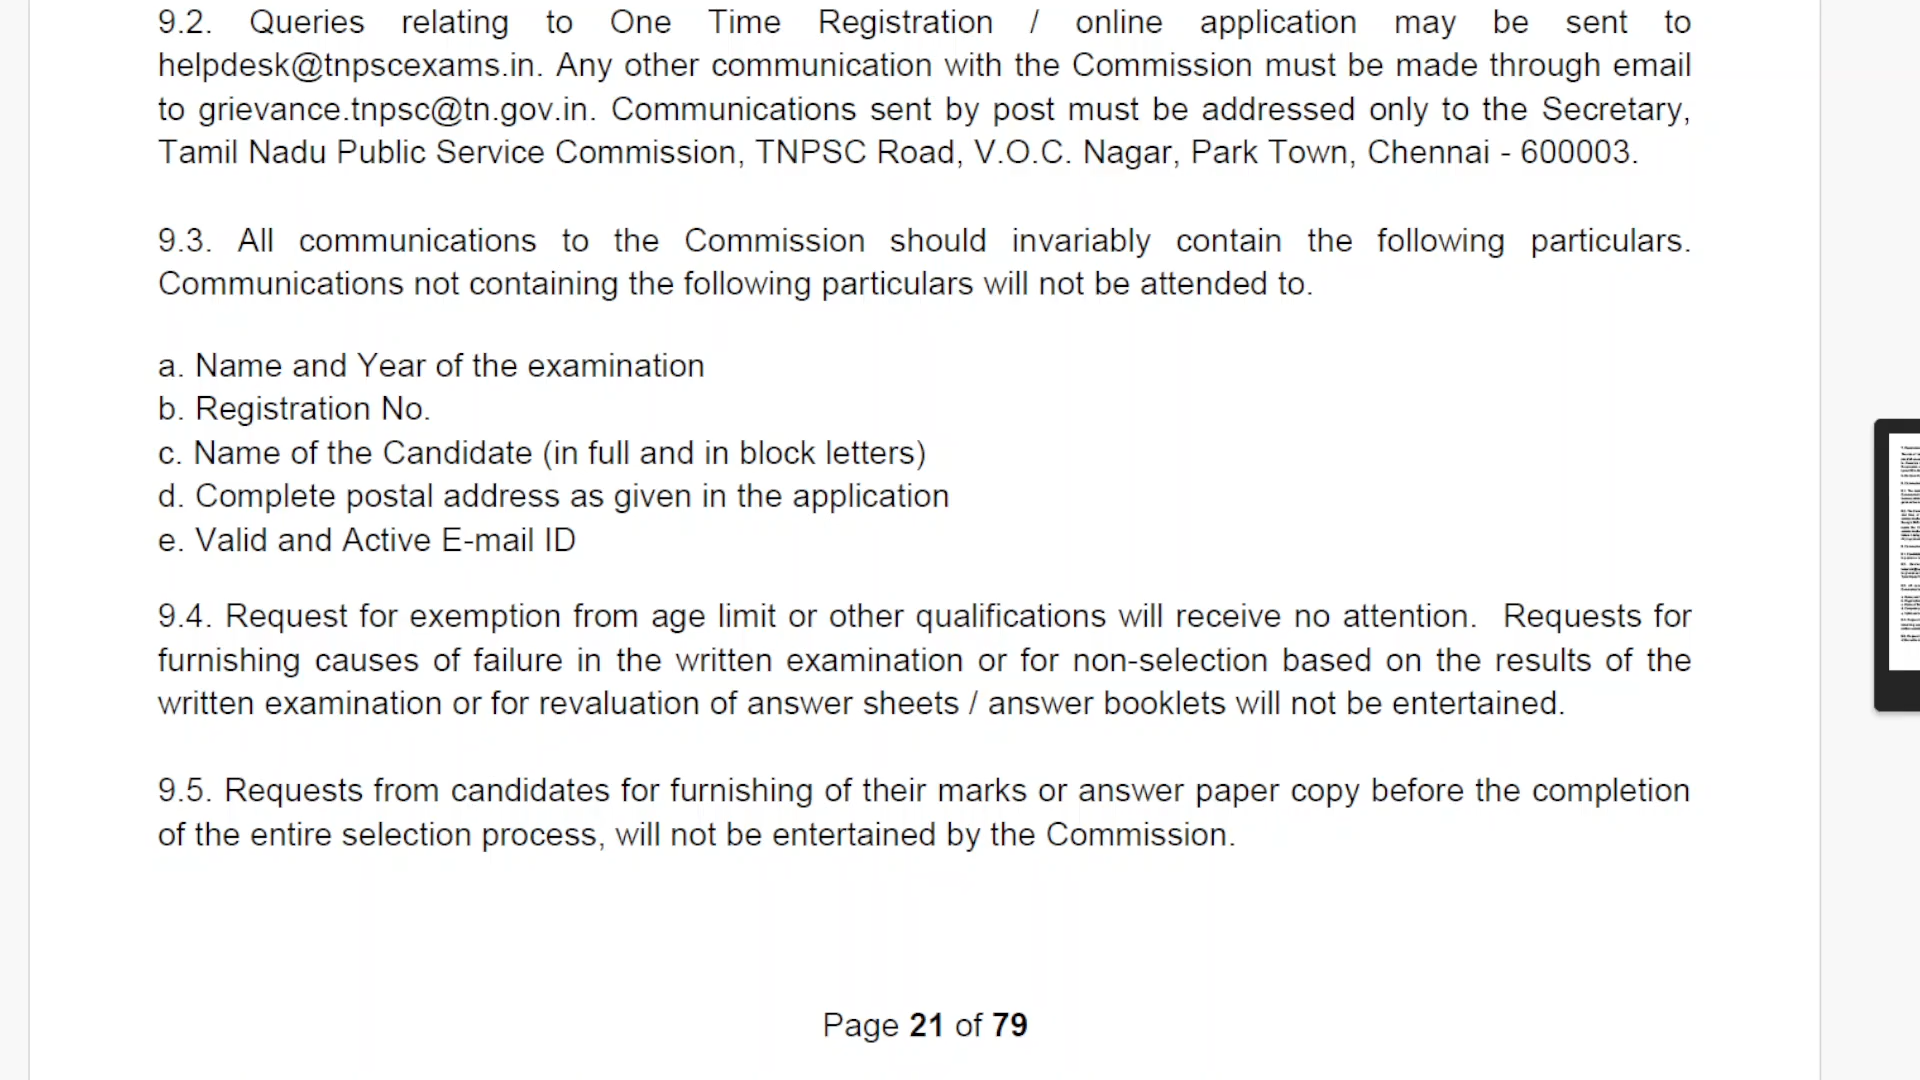 9.2. Queries relating to One Time Registration / online application may be sent to
helpdesk@tnpscexams.in. Any other communication with the Commission must be made through email
to grievance.tnpsc@tn.gov.in. Communications sent by post must be addressed only to the Secretary,
Tamil Nadu Public Service Commission, TNPSC Road, V.O.C. Nagar, Park Town, Chennai - 600003.
9.3. All communications to the Commission should invariably contain the following particulars.
Communications not containing the following particulars will not be attended to.
a. Name and Year of the examination
b. Registration No.
c. Name of the Candidate (in full and in block letters)
d. Complete postal address as given in the application
e. Valid and Active E-mail ID
9.4. Request for exemption from age limit or other qualifications will receive no attention. Requests for
furnishing causes of failure in the written examination or for non-selection based on the results of the
written examination or for revaluation of answer sheets / answer booklets will not be entertained.
9.5. Requests from candidates for furnishing of their marks or answer paper copy before the completion
of the entire selection process, will not be entertained by the Commission.
Page 21 of 79